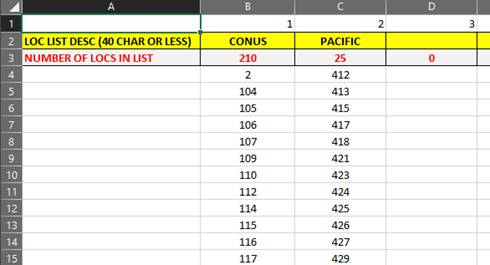 A B C D
1 1 2 3
2 LOC LIST DESC (40 CHAR OR LESS) CONUS PACIFIC
3 NUMBER OF LOCS IN LIST 210 25 0
4 2 412
5 104 413
6 105 415
7 106 417
8 107 418
9 109 421
10 110 423
11 112 424
12 114 425
13 115 426
14 116 427
15 117 429